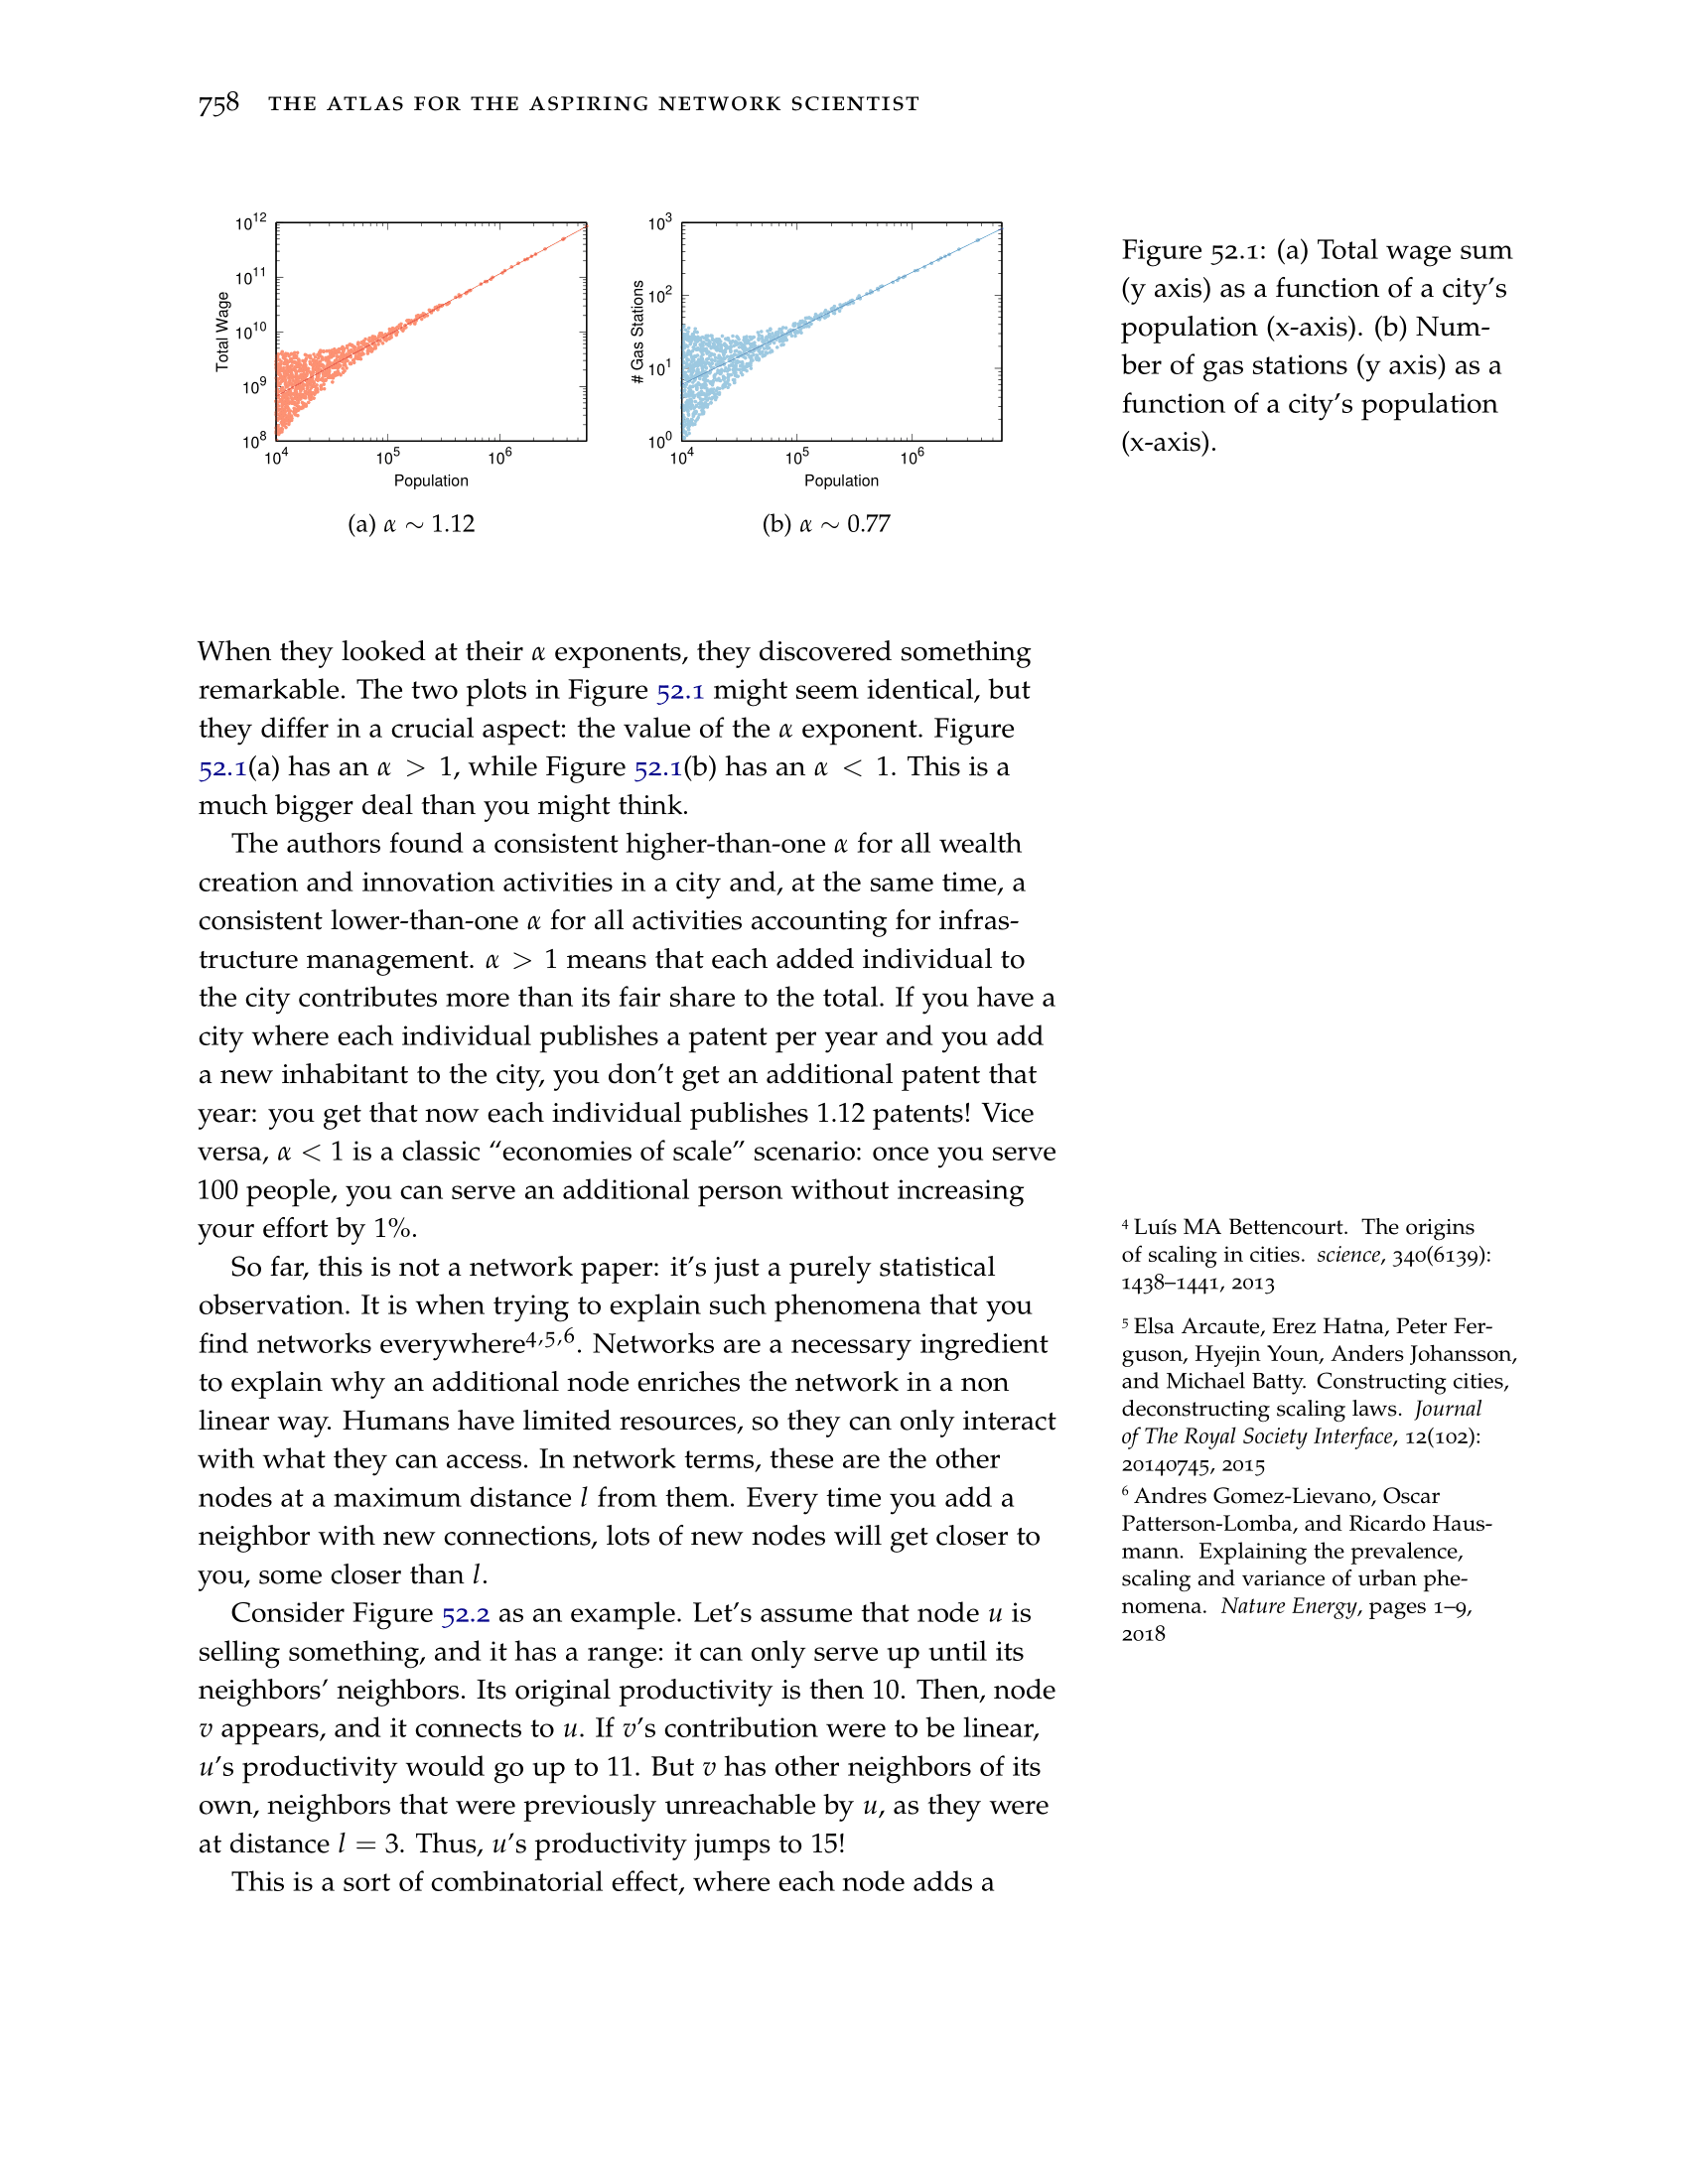 758 THE ATLAS FOR THE ASPIRING NETWORK SCIENTIST
10^12
10^11
10^10
10^9
10^8
Total Wage
10^4 10^5 10^6
Population
(a) α ∼ 1.12
10^3
10^2
10^1
10^0
# Gas Stations
10^4 10^5 10^6
Population
(b) α ∼ 0.77
Figure 52.1: (a) Total wage sum
(y axis) as a function of a city's
population (x-axis). (b) Num-
ber of gas stations (y axis) as a
function of a city's population
(x-axis).
When they looked at their α exponents, they discovered something
remarkable. The two plots in Figure 52.1 might seem identical, but
they differ in a crucial aspect: the value of the α exponent. Figure
52.1(a) has an α > 1, while Figure 52.1(b) has an α < 1. This is a
much bigger deal than you might think.
The authors found a consistent higher-than-one α for all wealth
creation and innovation activities in a city and, at the same time, a
consistent lower-than-one α for all activities accounting for infras-
tructure management. α > 1 means that each added individual to
the city contributes more than its fair share to the total. If you have a
city where each individual publishes a patent per year and you add
a new inhabitant to the city, you don't get an additional patent that
year: you get that now each individual publishes 1.12 patents! Vice
versa, α < 1 is a classic “economies of scale” scenario: once you serve
100 people, you can serve an additional person without increasing
your effort by 1%.
So far, this is not a network paper: it's just a purely statistical
observation. It is when trying to explain such phenomena that you
find networks everywhere4,5,6. Networks are a necessary ingredient
to explain why an additional node enriches the network in a non
linear way. Humans have limited resources, so they can only interact
with what they can access. In network terms, these are the other
nodes at a maximum distance l from them. Every time you add a
neighbor with new connections, lots of new nodes will get closer to
you, some closer than l.
Consider Figure 52.2 as an example. Let's assume that node u is
selling something, and it has a range: it can only serve up until its
neighbors' neighbors. Its original productivity is then 10. Then, node
v appears, and it connects to u. If v's contribution were to be linear,
u's productivity would go up to 11. But v has other neighbors of its
own, neighbors that were previously unreachable by u, as they were
at distance l = 3. Thus, u's productivity jumps to 15!
This is a sort of combinatorial effect, where each node adds a
4 Luís MA Bettencourt. The origins
of scaling in cities. science, 340(6139):
1438–1441, 2013
5 Elsa Arcaute, Erez Hatna, Peter Fer-
guson, Hyejin Youn, Anders Johansson,
and Michael Batty. Constructing cities,
deconstructing scaling laws. Journal
of The Royal Society Interface, 12(102):
20140745, 2015
6 Andres Gomez-Lievano, Oscar
Patterson-Lomba, and Ricardo Haus-
mann. Explaining the prevalence,
scaling and variance of urban phe-
nomena. Nature Energy, pages 1–9,
2018